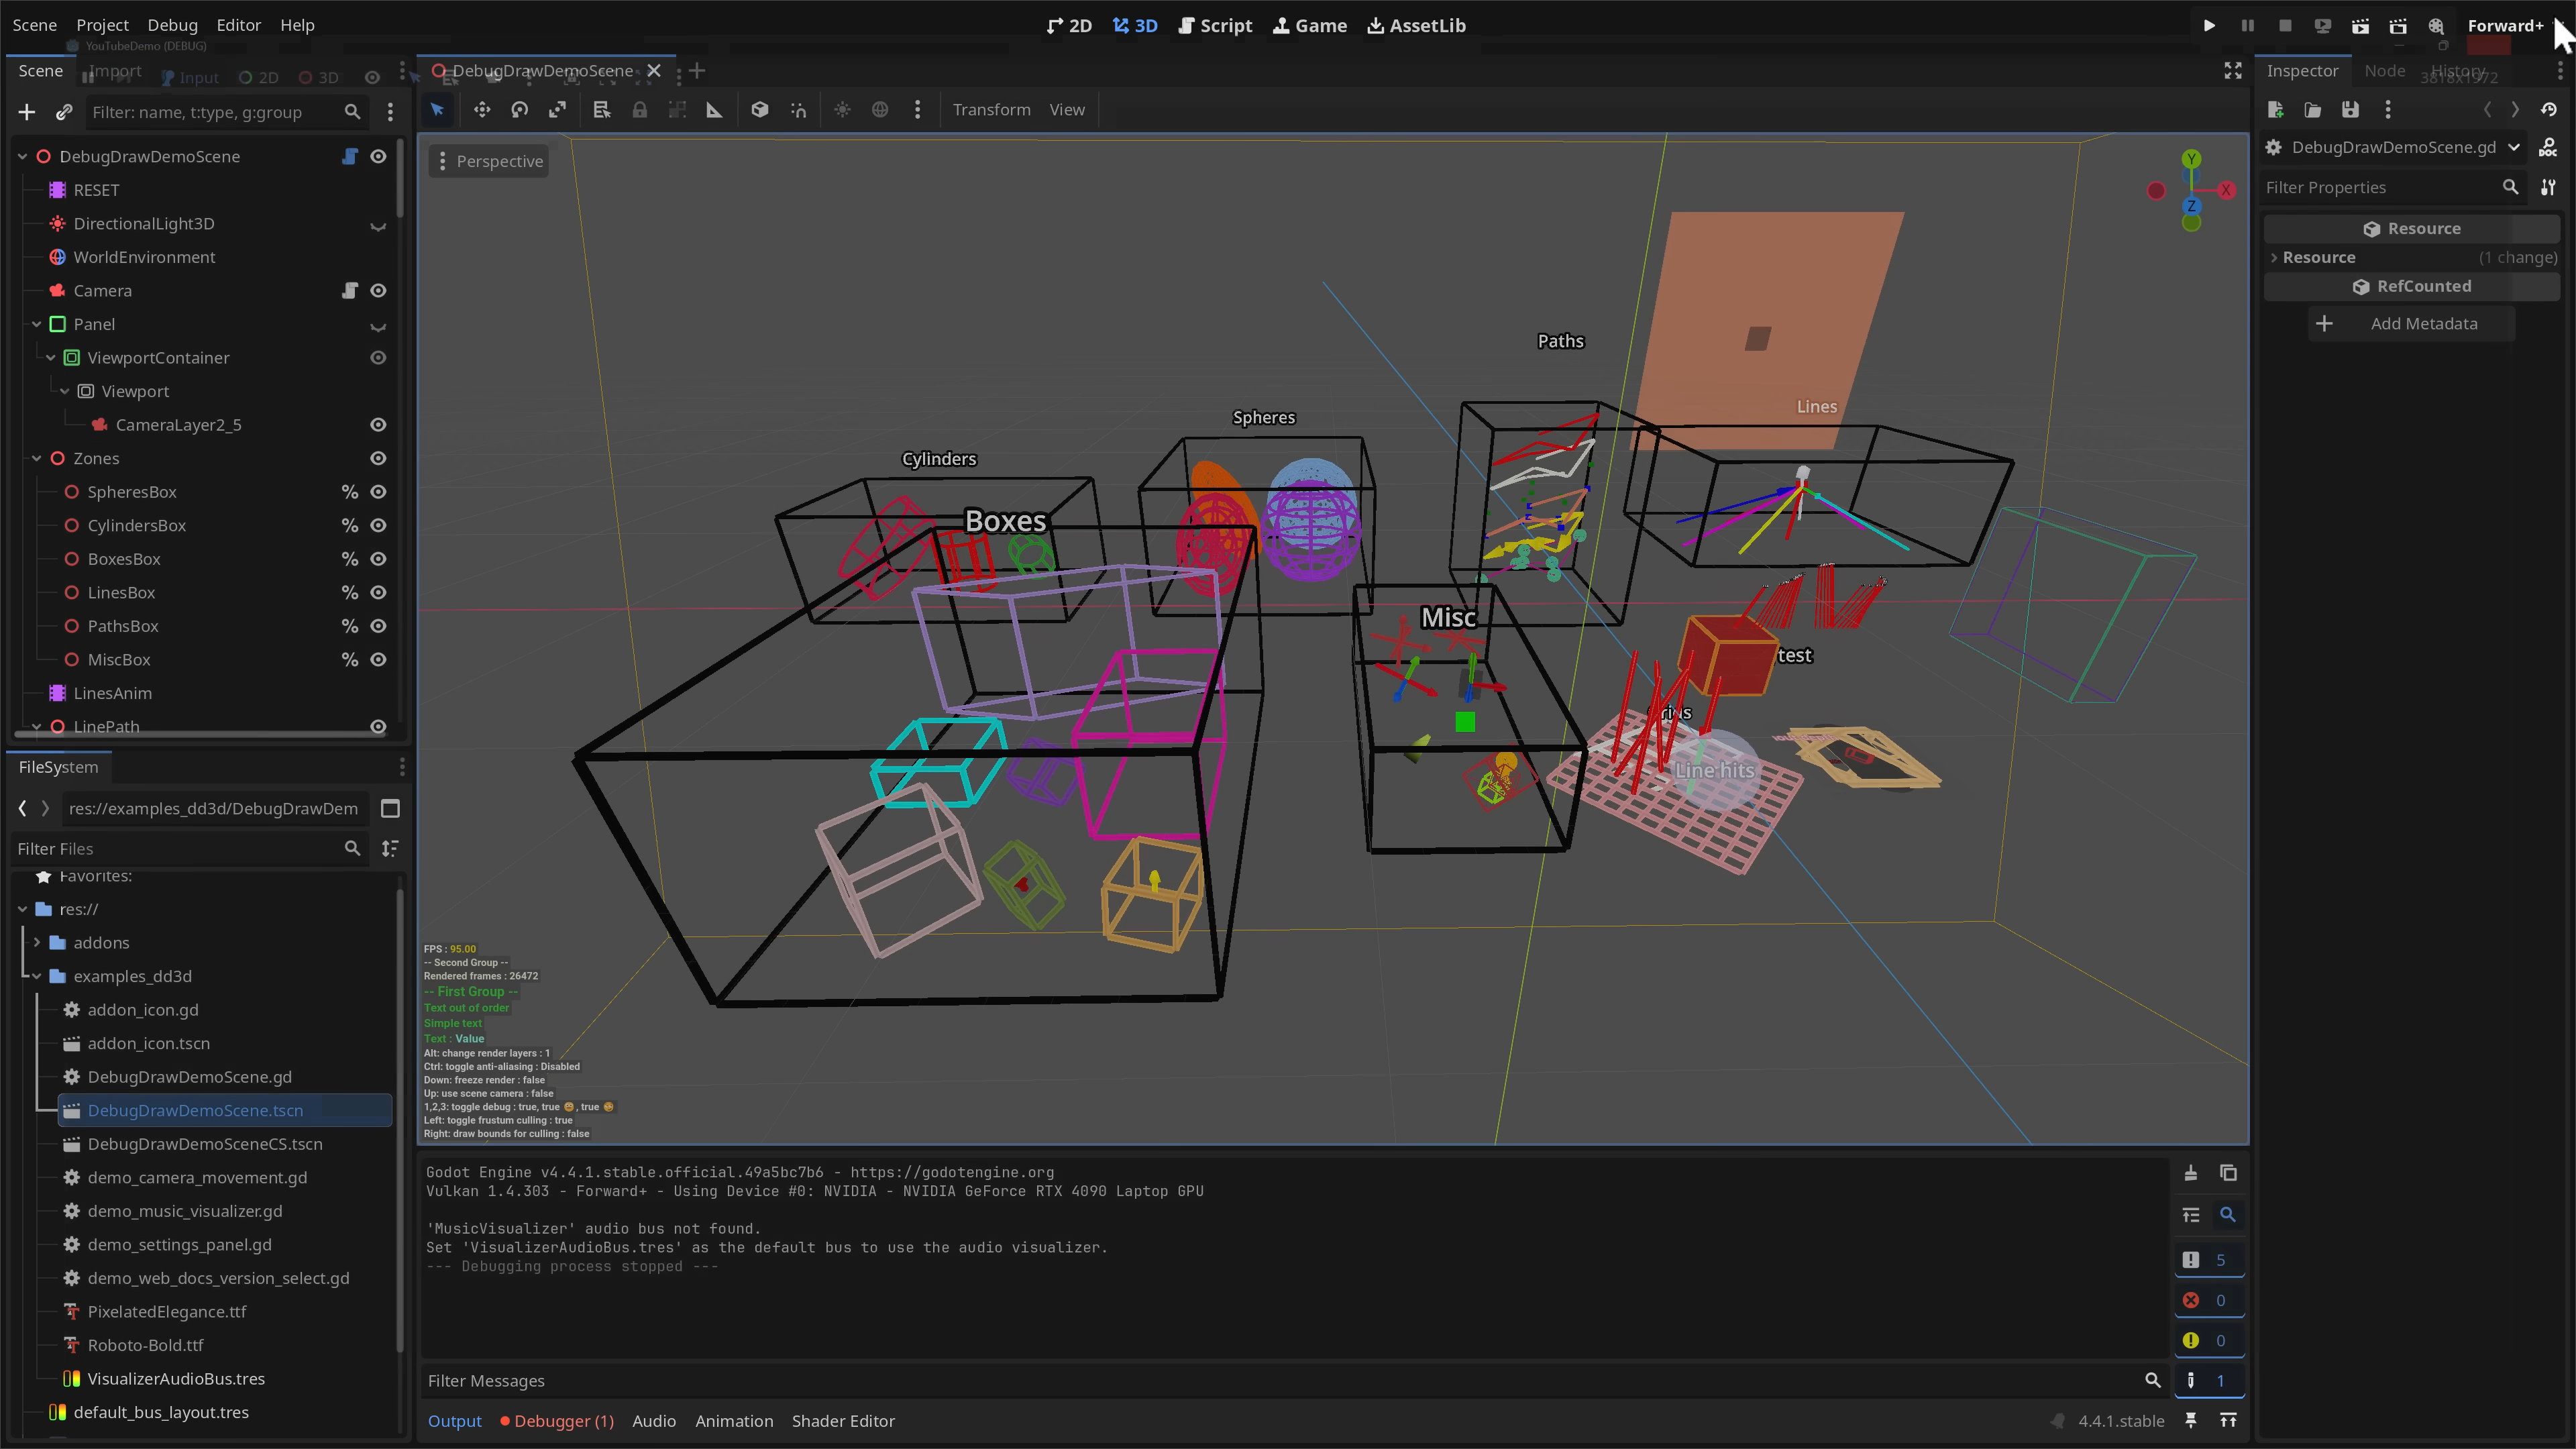 Scene Project Debug Editor Help 2D 3D Script Game AssetLib Forward+
YouTubeDemo (DEBUG)
Scene Import
Input 2D 3D
DebugDrawDemoScene
Inspector Node History
3818x1972
Filter: name, t:type, g:group
Transform View
DebugDrawDemoScene
RESET
DirectionalLight3D
WorldEnvironment
Camera
Panel
ViewportContainer
Viewport
CameraLayer2_5
Zones
SpheresBox
CylindersBox
BoxesBox
LinesBox
PathsBox
MiscBox
LinesAnim
LinePath
FileSystem
res://examples_dd3d/DebugDrawDem
Filter Files
Favorites:
res://
addons
examples_dd3d
addon_icon.gd
addon_icon.tscn
DebugDrawDemoScene.gd
DebugDrawDemoScene.tscn
DebugDrawDemoSceneCS.tscn
demo_camera_movement.gd
demo_music_visualizer.gd
demo_settings_panel.gd
demo_web_docs_version_select.gd
PixelatedElegance.ttf
Roboto-Bold.ttf
VisualizerAudioBus.tres
default_bus_layout.tres
Perspective
Y
X
Z
Paths
Lines
Spheres
Cylinders
Boxes
Misc
test
Line hits
FPS : 95.00
-- Second Group --
Rendered frames : 26472
-- First Group --
Text out of order
Simple text
Text : Value
Alt: change render layers : 1
Ctrl: toggle anti-aliasing : Disabled
Down: freeze render : false
Up: use scene camera : false
1,2,3: toggle debug : true, true 😐 , true 🧐
Left: toggle frustum culling : true
Right: draw bounds for culling : false
Godot Engine v4.4.1.stable.official.49a5bc7b6 - https://godotengine.org
Vulkan 1.4.303 - Forward+ - Using Device #0: NVIDIA - NVIDIA GeForce RTX 4090 Laptop GPU
'MusicVisualizer' audio bus not found.
Set 'VisualizerAudioBus.tres' as the default bus to use the audio visualizer.
--- Debugging process stopped ---
5
0
0
1
Filter Messages
Output Debugger (1) Audio Animation Shader Editor 4.4.1.stable
DebugDrawDemoScene.gd
Filter Properties
Resource
Resource (1 change)
RefCounted
Add Metadata